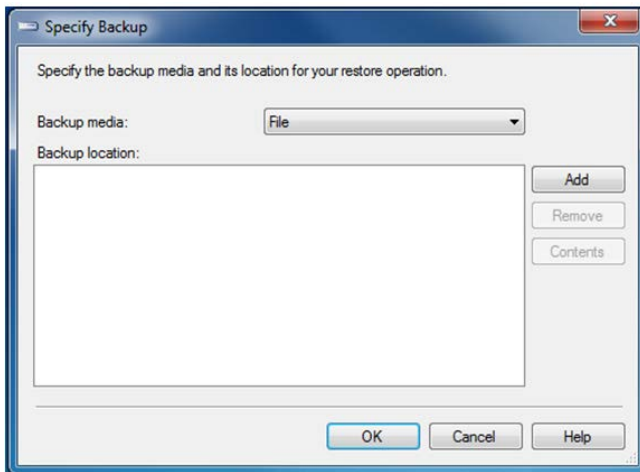 Specify Backup
Specify the backup media and its location for your restore operation.
Backup media: File
Backup location:
Add
Remove
Contents
OK Cancel Help